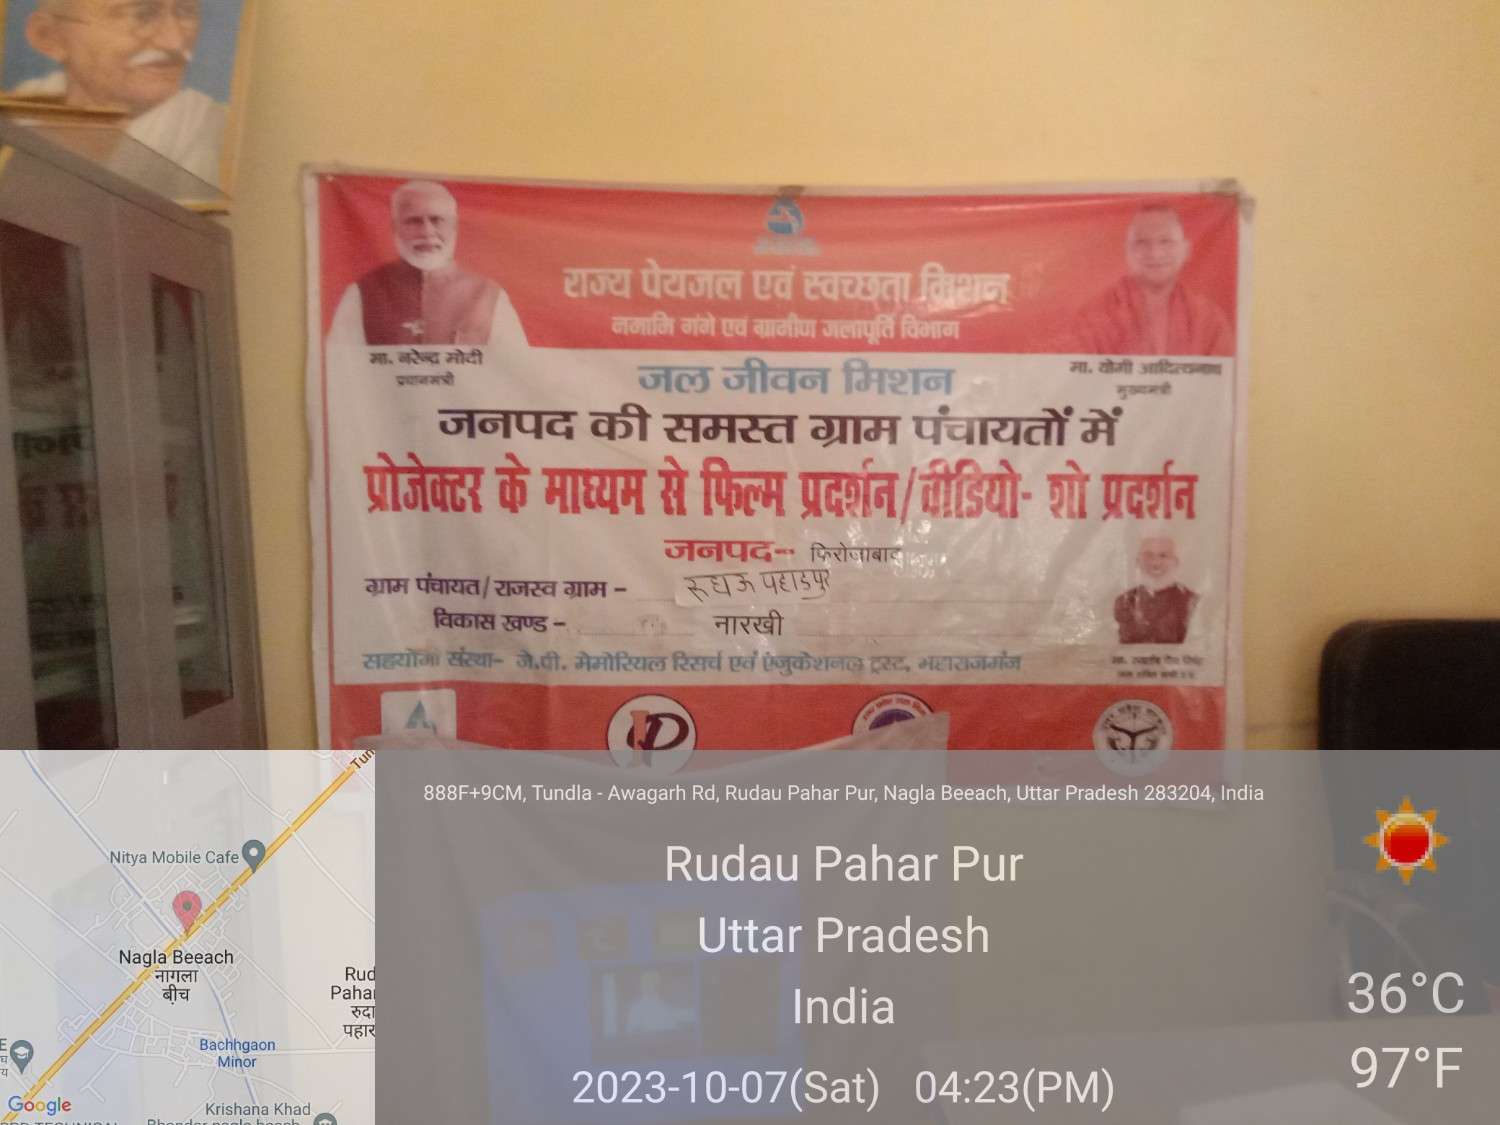 राज्य पेयजल एवं स्वच्छता मिशन
नमामि गंगे एवं ग्रामीण जलापूर्ति विभाग
मा. नरेन्द्र मोदी
प्रधानमंत्री
मा. योगी आदित्यनाथ
मुख्यमंत्री
जल जीवन मिशन
जनपद की समस्त ग्राम पंचायतों में
प्रोजेक्टर के माध्यम से फिल्म प्रदर्शन/वीडियो- शो प्रदर्शन
जनपद-- फिरोजाबाद
ग्राम पंचायत/राजस्व ग्राम - रूधऊ पहाडपुर
विकास खण्ड - नारखी
सहयोगी संस्था- जे.पी. मेमोरियल रिसर्च एवं एजुकेशनल ट्रस्ट, महाराजगंज
888F+9CM, Tundla - Awagarh Rd, Rudau Pahar Pur, Nagla Beeach, Uttar Pradesh 283204, India
Rudau Pahar Pur
Uttar Pradesh
India
2023-10-07(Sat) 04:23(PM)
36°C
97°F
Nitya Mobile Cafe
Nagla Beeach
नागला
बीच
Bachhgaon
Minor
Krishana Khad
Google